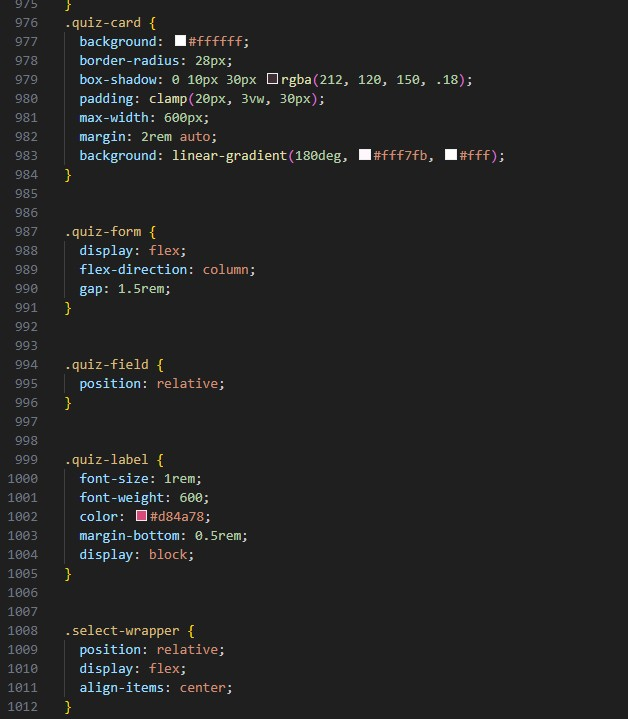 975 }
976 .quiz-card {
977 background: #ffffff;
978 border-radius: 28px;
979 box-shadow: 0 10px 30px rgba(212, 120, 150, .18);
980 padding: clamp(20px, 3vw, 30px);
981 max-width: 600px;
982 margin: 2rem auto;
983 background: linear-gradient(180deg, #fff7fb, #fff);
984 }
985
986
987 .quiz-form {
988 display: flex;
989 flex-direction: column;
990 gap: 1.5rem;
991 }
992
993
994 .quiz-field {
995 position: relative;
996 }
997
998
999 .quiz-label {
1000 font-size: 1rem;
1001 font-weight: 600;
1002 color: #d84a78;
1003 margin-bottom: 0.5rem;
1004 display: block;
1005 }
1006
1007
1008 .select-wrapper {
1009 position: relative;
1010 display: flex;
1011 align-items: center;
1012 }